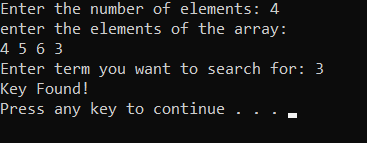 Enter the number of elements: 4
enter the elements of the array:
4 5 6 3
Enter term you want to search for: 3
Key Found!
Press any key to continue . . .